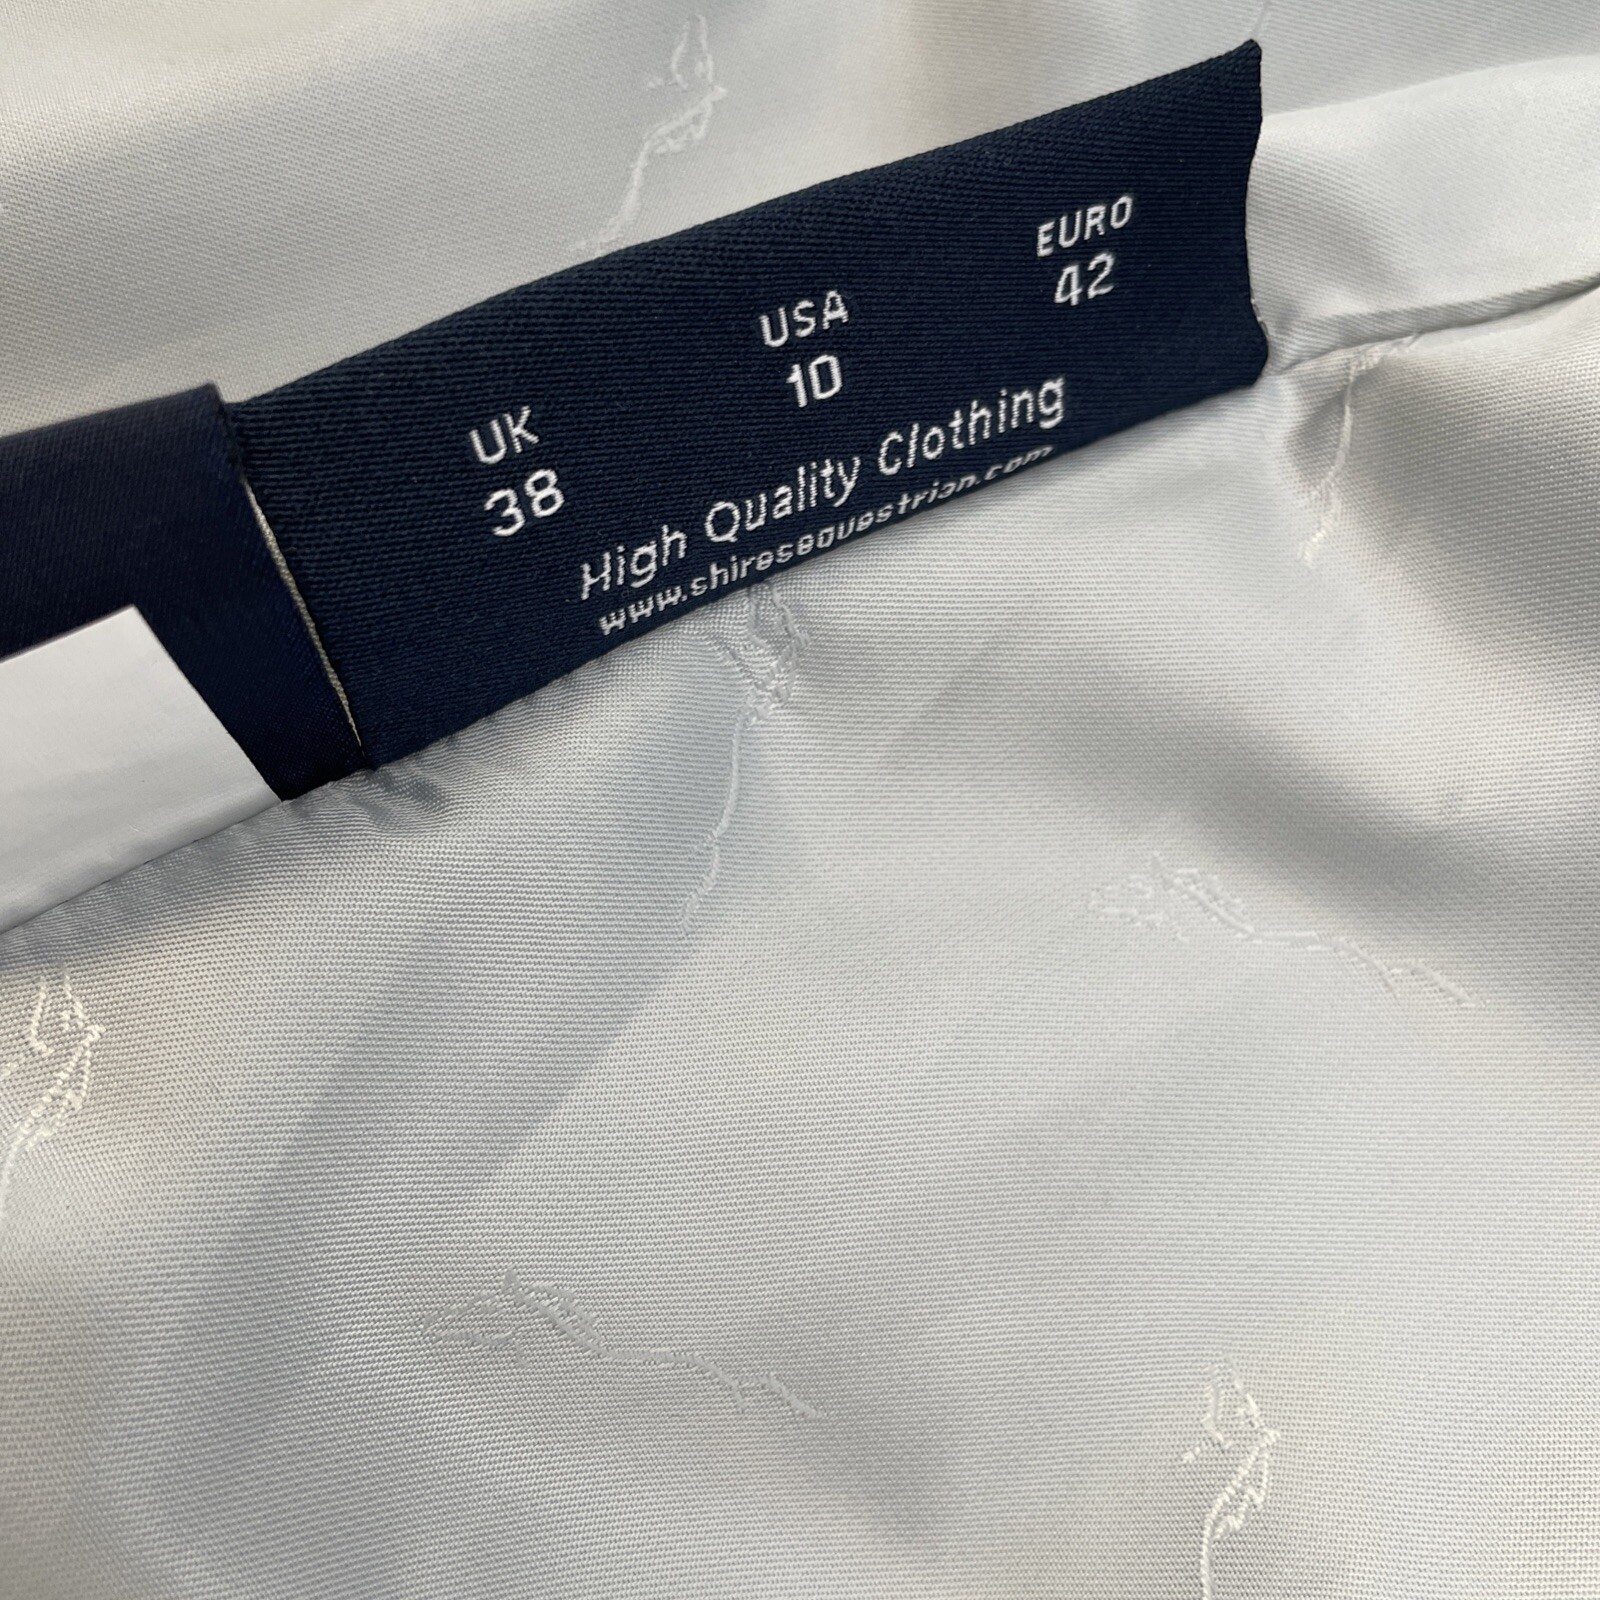 UK USA EURO
38 10 42
High Quality Clothing
www.shiresequestrian.com